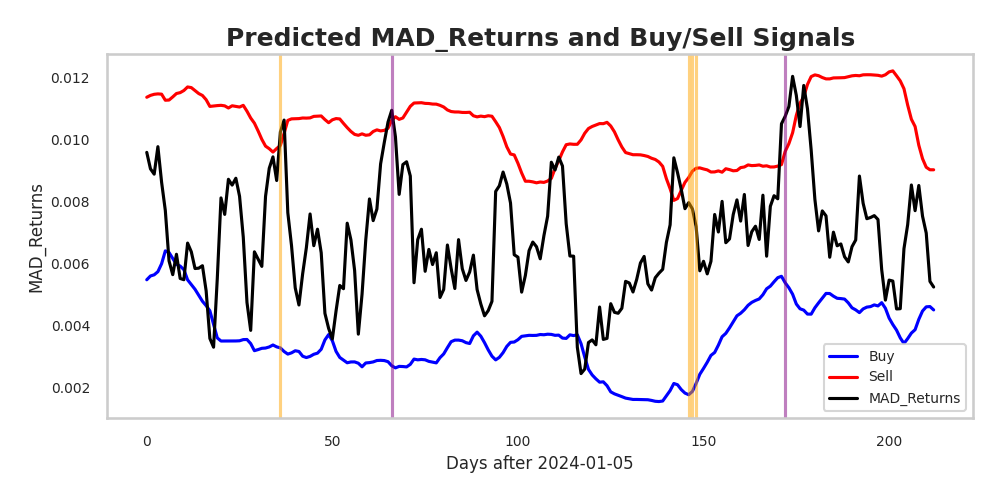 Predicted MAD_Returns and Buy/Sell Signals
MAD_Returns
0.012
0.010
0.008
0.006
0.004
0.002
Buy
Sell
MAD_Returns
0 50 100 150 200
Days after 2024-01-05